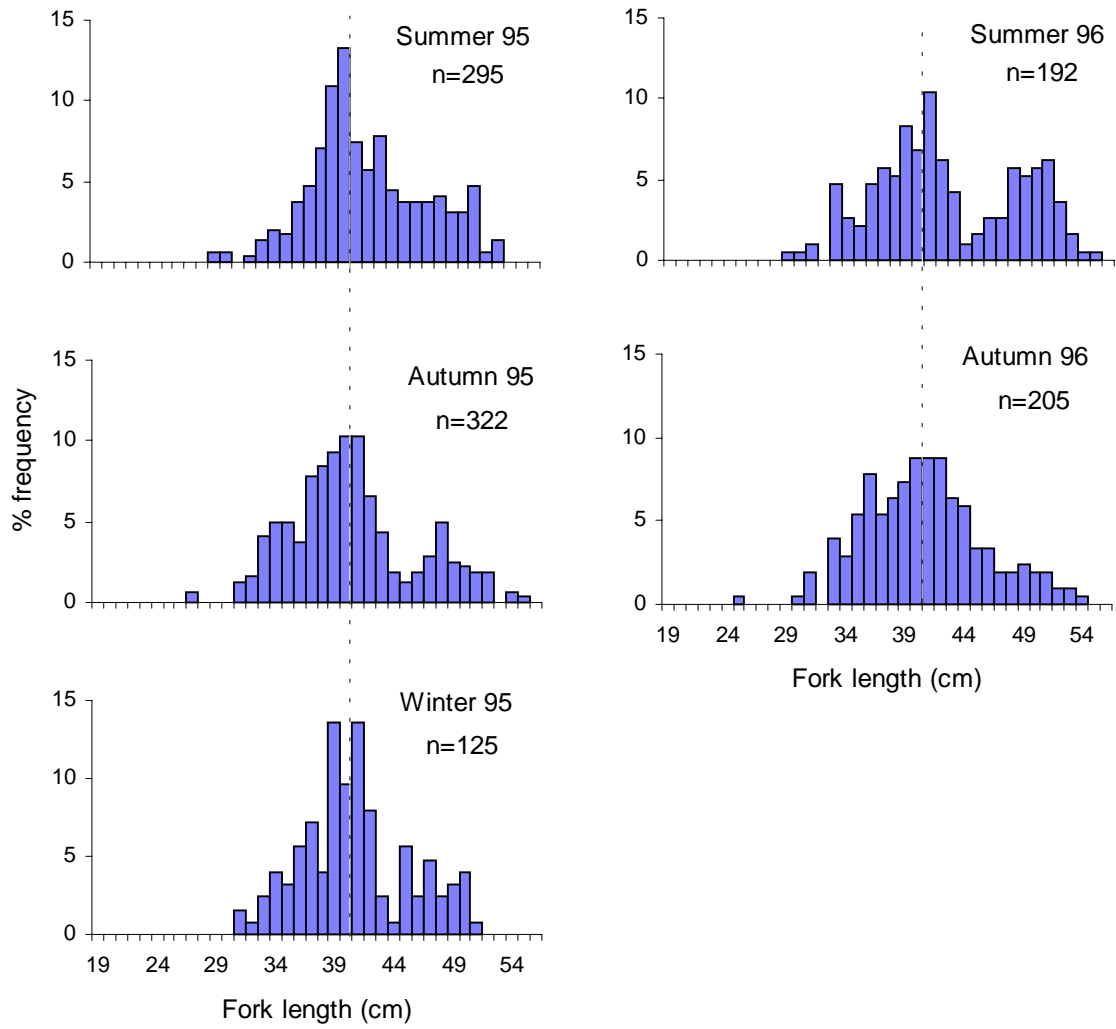 15
10
5
0
Summer 95
n=295
15
10
5
0
Summer 96
n=192
% frequency
15
10
5
0
Autumn 95
n=322
15
10
5
0
Autumn 96
n=205
19 24 29 34 39 44 49 54
Fork length (cm)
15
10
5
0
Winter 95
n=125
19 24 29 34 39 44 49 54
Fork length (cm)